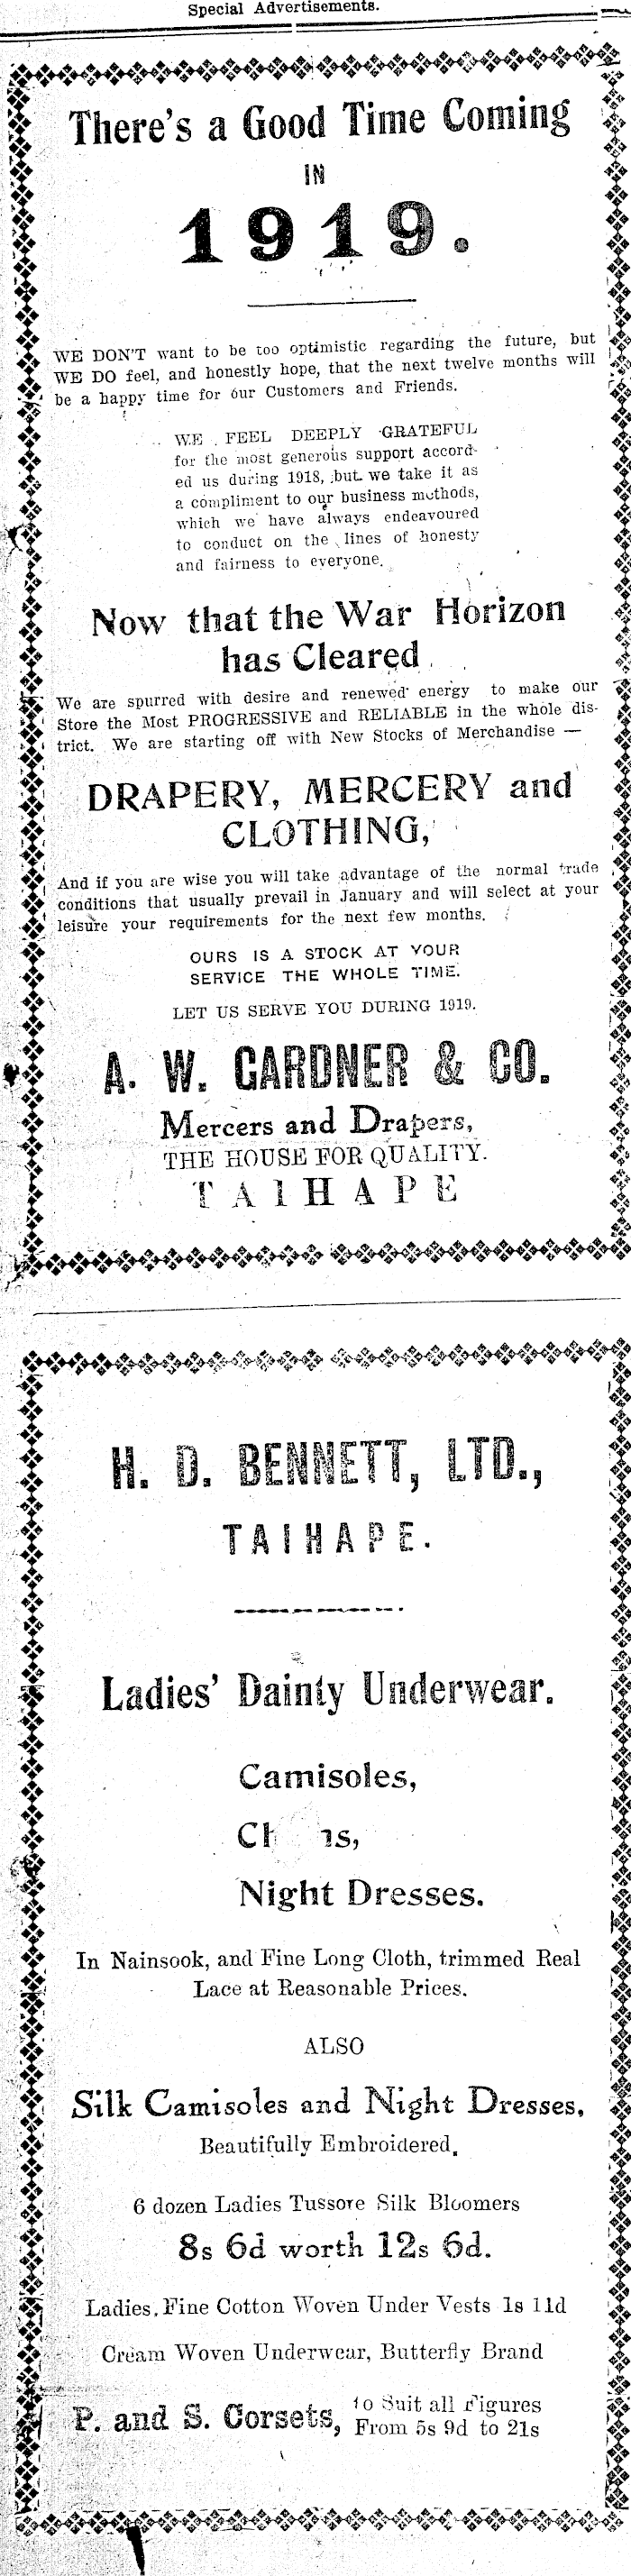 Special Advertisements.
There's a Good Time Coming
IN
1919.
WE DON'T want to be too optimistic regarding the future, but
WE DO feel, and honestly hope, that the next twelve months will
be a happy time for our Customers and Friends.
WE FEEL DEEPLY GRATEFUL
for the most generous support accord-
ed us during 1918, but we take it as
a compliment to our business methods,
which we have always endeavoured
to conduct on the lines of honesty
and fairness to everyone.
Now that the War Horizon
has Cleared
We are spurred with desire and renewed energy to make our
Store the Most PROGRESSIVE and RELIABLE in the whole dis-
trict. We are starting off with New Stocks of Merchandise —
DRAPERY, MERCERY and
CLOTHING,
And if you are wise you will take advantage of the normal trade
conditions that usually prevail in January and will select at your
leisure your requirements for the next few months.
OURS IS A STOCK AT YOUR
SERVICE THE WHOLE TIME.
LET US SERVE YOU DURING 1919.
A. W. GARDNER & CO.
Mercers and Drapers,
THE HOUSE FOR QUALITY.
TAIHAPE
H. D. BENNETT, LTD.,
TAIHAPE.
Ladies' Dainty Underwear.
Camisoles,
Night Dresses.
In Nainsook, and Fine Long Cloth, trimmed Real
Lace at Reasonable Prices.
ALSO
Silk Camisoles and Night Dresses,
Beautifully Embroidered.
6 dozen Ladies Tussore Silk Bloomers
8s 6d worth 12s 6d.
Ladies. Fine Cotton Woven Under Vests 1s 11d
Cream Woven Underwear, Butterfly Brand
P. and S. Corsets, to Suit all Figures
From 5s 9d to 21s